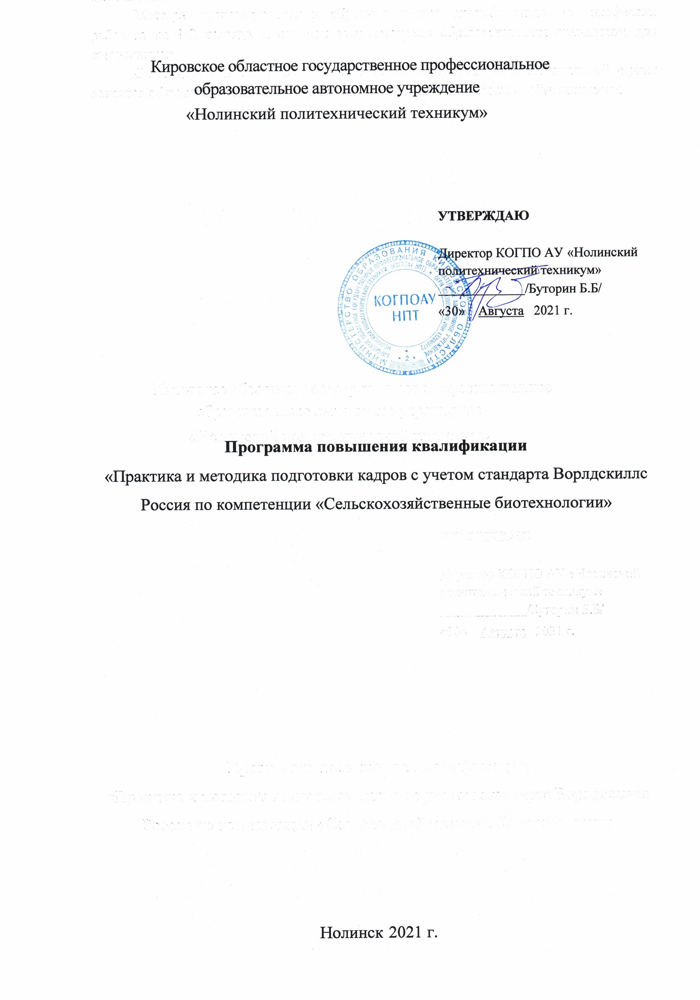 Кировское областное государственное профессиональное
образовательное автономное учреждение
«Нолинский политехнический техникум»
УТВЕРЖДАЮ
Директор КОГПО АУ «Нолинский
политехнический техникум»
/Буторин Б.Б/
«30» Августа 2021 г.
МИНИСТЕРСТВО ОБРАЗОВАНИЯ КИРОВСКОЙ ОБЛАСТИ
КОГПОАУ
НПТ
• 2 •
Программа повышения квалификации
«Практика и методика подготовки кадров с учетом стандарта Ворлдскиллс
Россия по компетенции «Сельскохозяйственные биотехнологии»
Нолинск 2021 г.